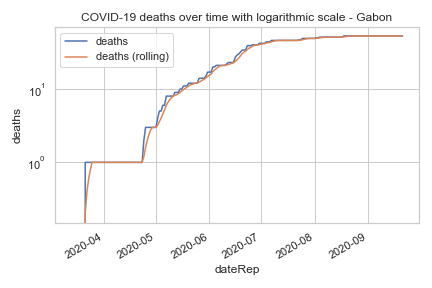 COVID-19 deaths over time with logarithmic scale - Gabon
deaths
deaths (rolling)
10¹
10⁰
deaths
2020-04
2020-05
2020-06
2020-07
2020-08
2020-09
dateRep